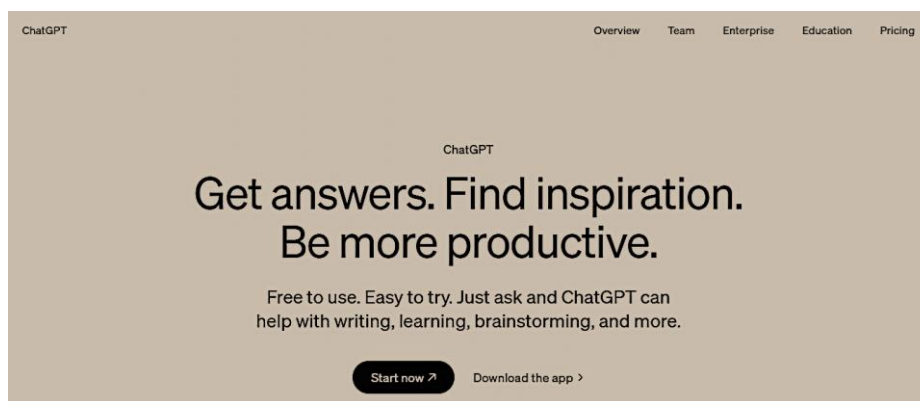 ChatGPT
Overview Team Enterprise Education Pricing
ChatGPT
Get answers. Find inspiration.
Be more productive.
Free to use. Easy to try. Just ask and ChatGPT can
help with writing, learning, brainstorming, and more.
Start now ↗ Download the app >